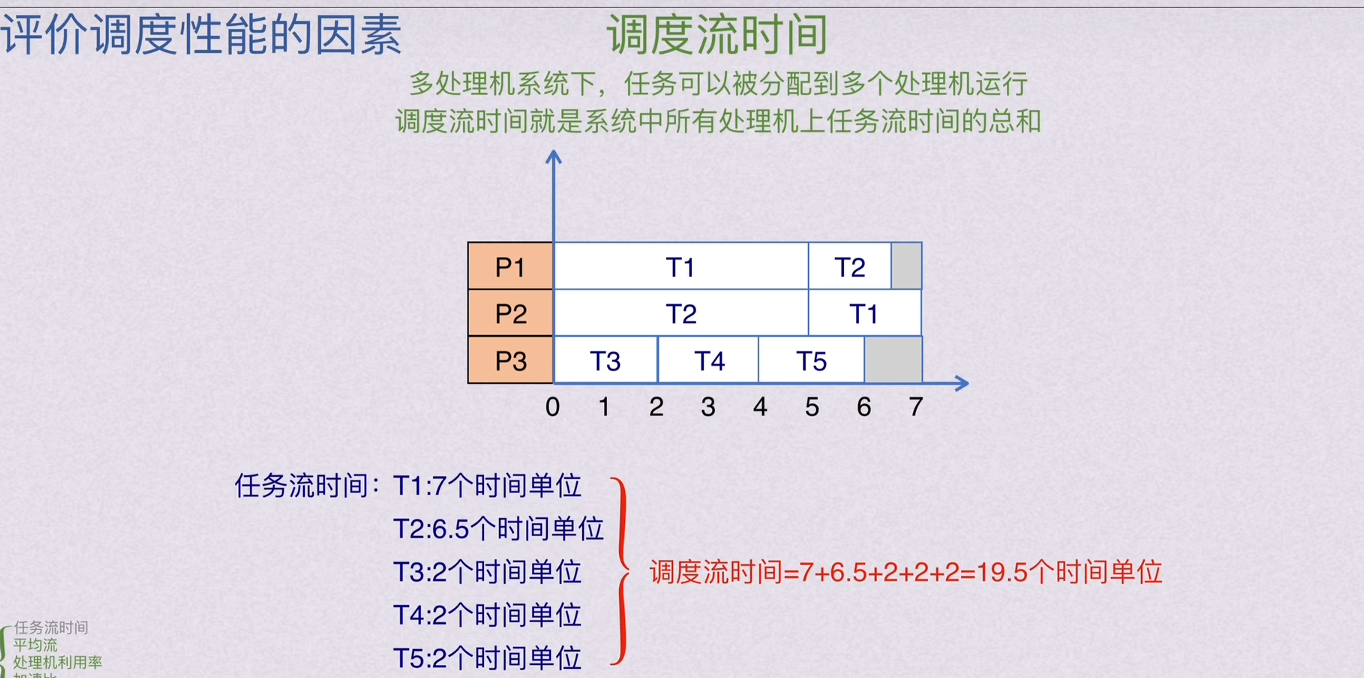 评价调度性能的因素
调度流时间
多处理机系统下，任务可以被分配到多个处理机运行
调度流时间就是系统中所有处理机上任务流时间的总和
P1 T1 T2
P2 T2 T1
P3 T3 T4 T5
0 1 2 3 4 5 6 7
任务流时间：T1:7个时间单位
T2:6.5个时间单位
T3:2个时间单位
调度流时间=7+6.5+2+2+2=19.5个时间单位
T4:2个时间单位
T5:2个时间单位
任务流时间
平均流
处理机利用率